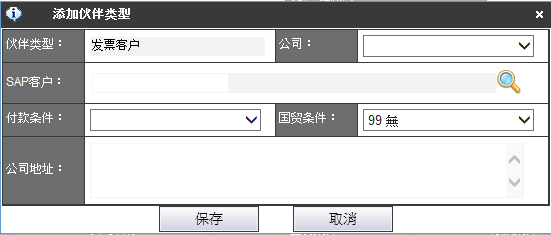 添加伙伴类型
伙伴类型： 发票客户 公司：
SAP客户：
付款条件： 国贸条件： 99 無
公司地址：
保存 取消